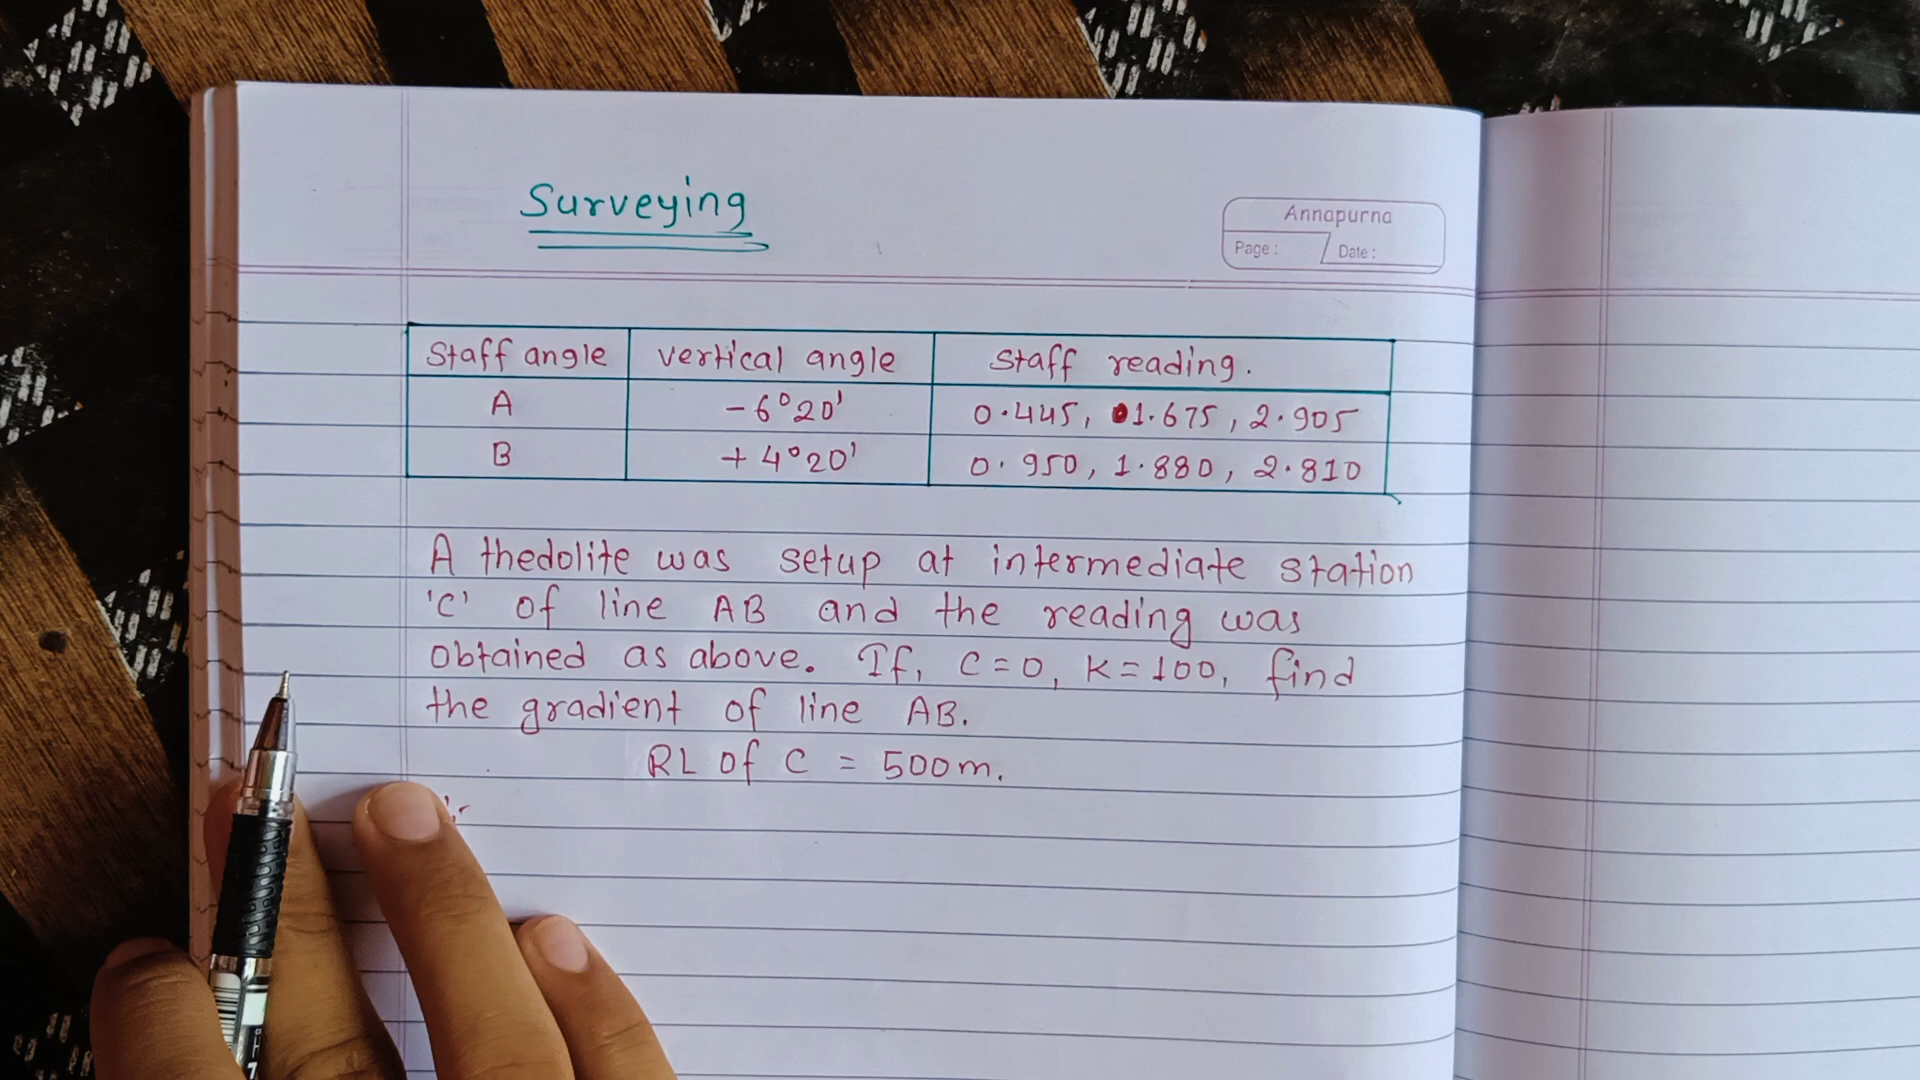 Surveying
Annapurna
Page : Date :
Staff angle vertical angle Staff reading.
A -6°20' 0.445, 1.675, 2.905
B +4°20' 0.950, 1.880, 2.810
A thedolite was setup at intermediate station
'C' of line AB and the reading was
obtained as above. If, C=0, K=100, find
the gradient of line AB.
RL of C = 500m.